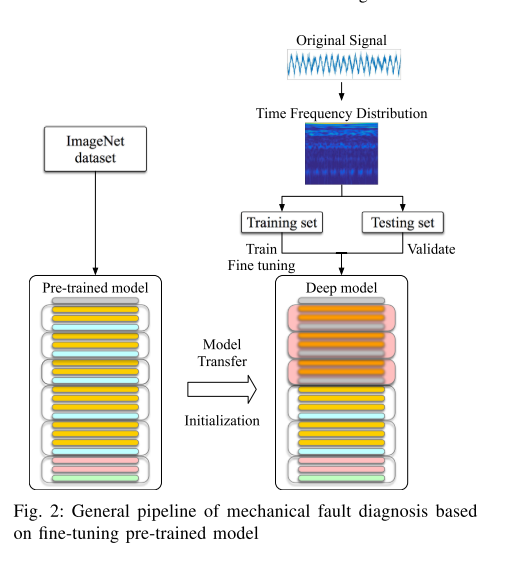 Original Signal
Time Frequency Distribution
ImageNet
dataset
Training set
Testing set
Train
Validate
Fine tuning
Pre-trained model
Deep model
Model
Transfer
Initialization
Fig. 2: General pipeline of mechanical fault diagnosis based
on fine-tuning pre-trained model